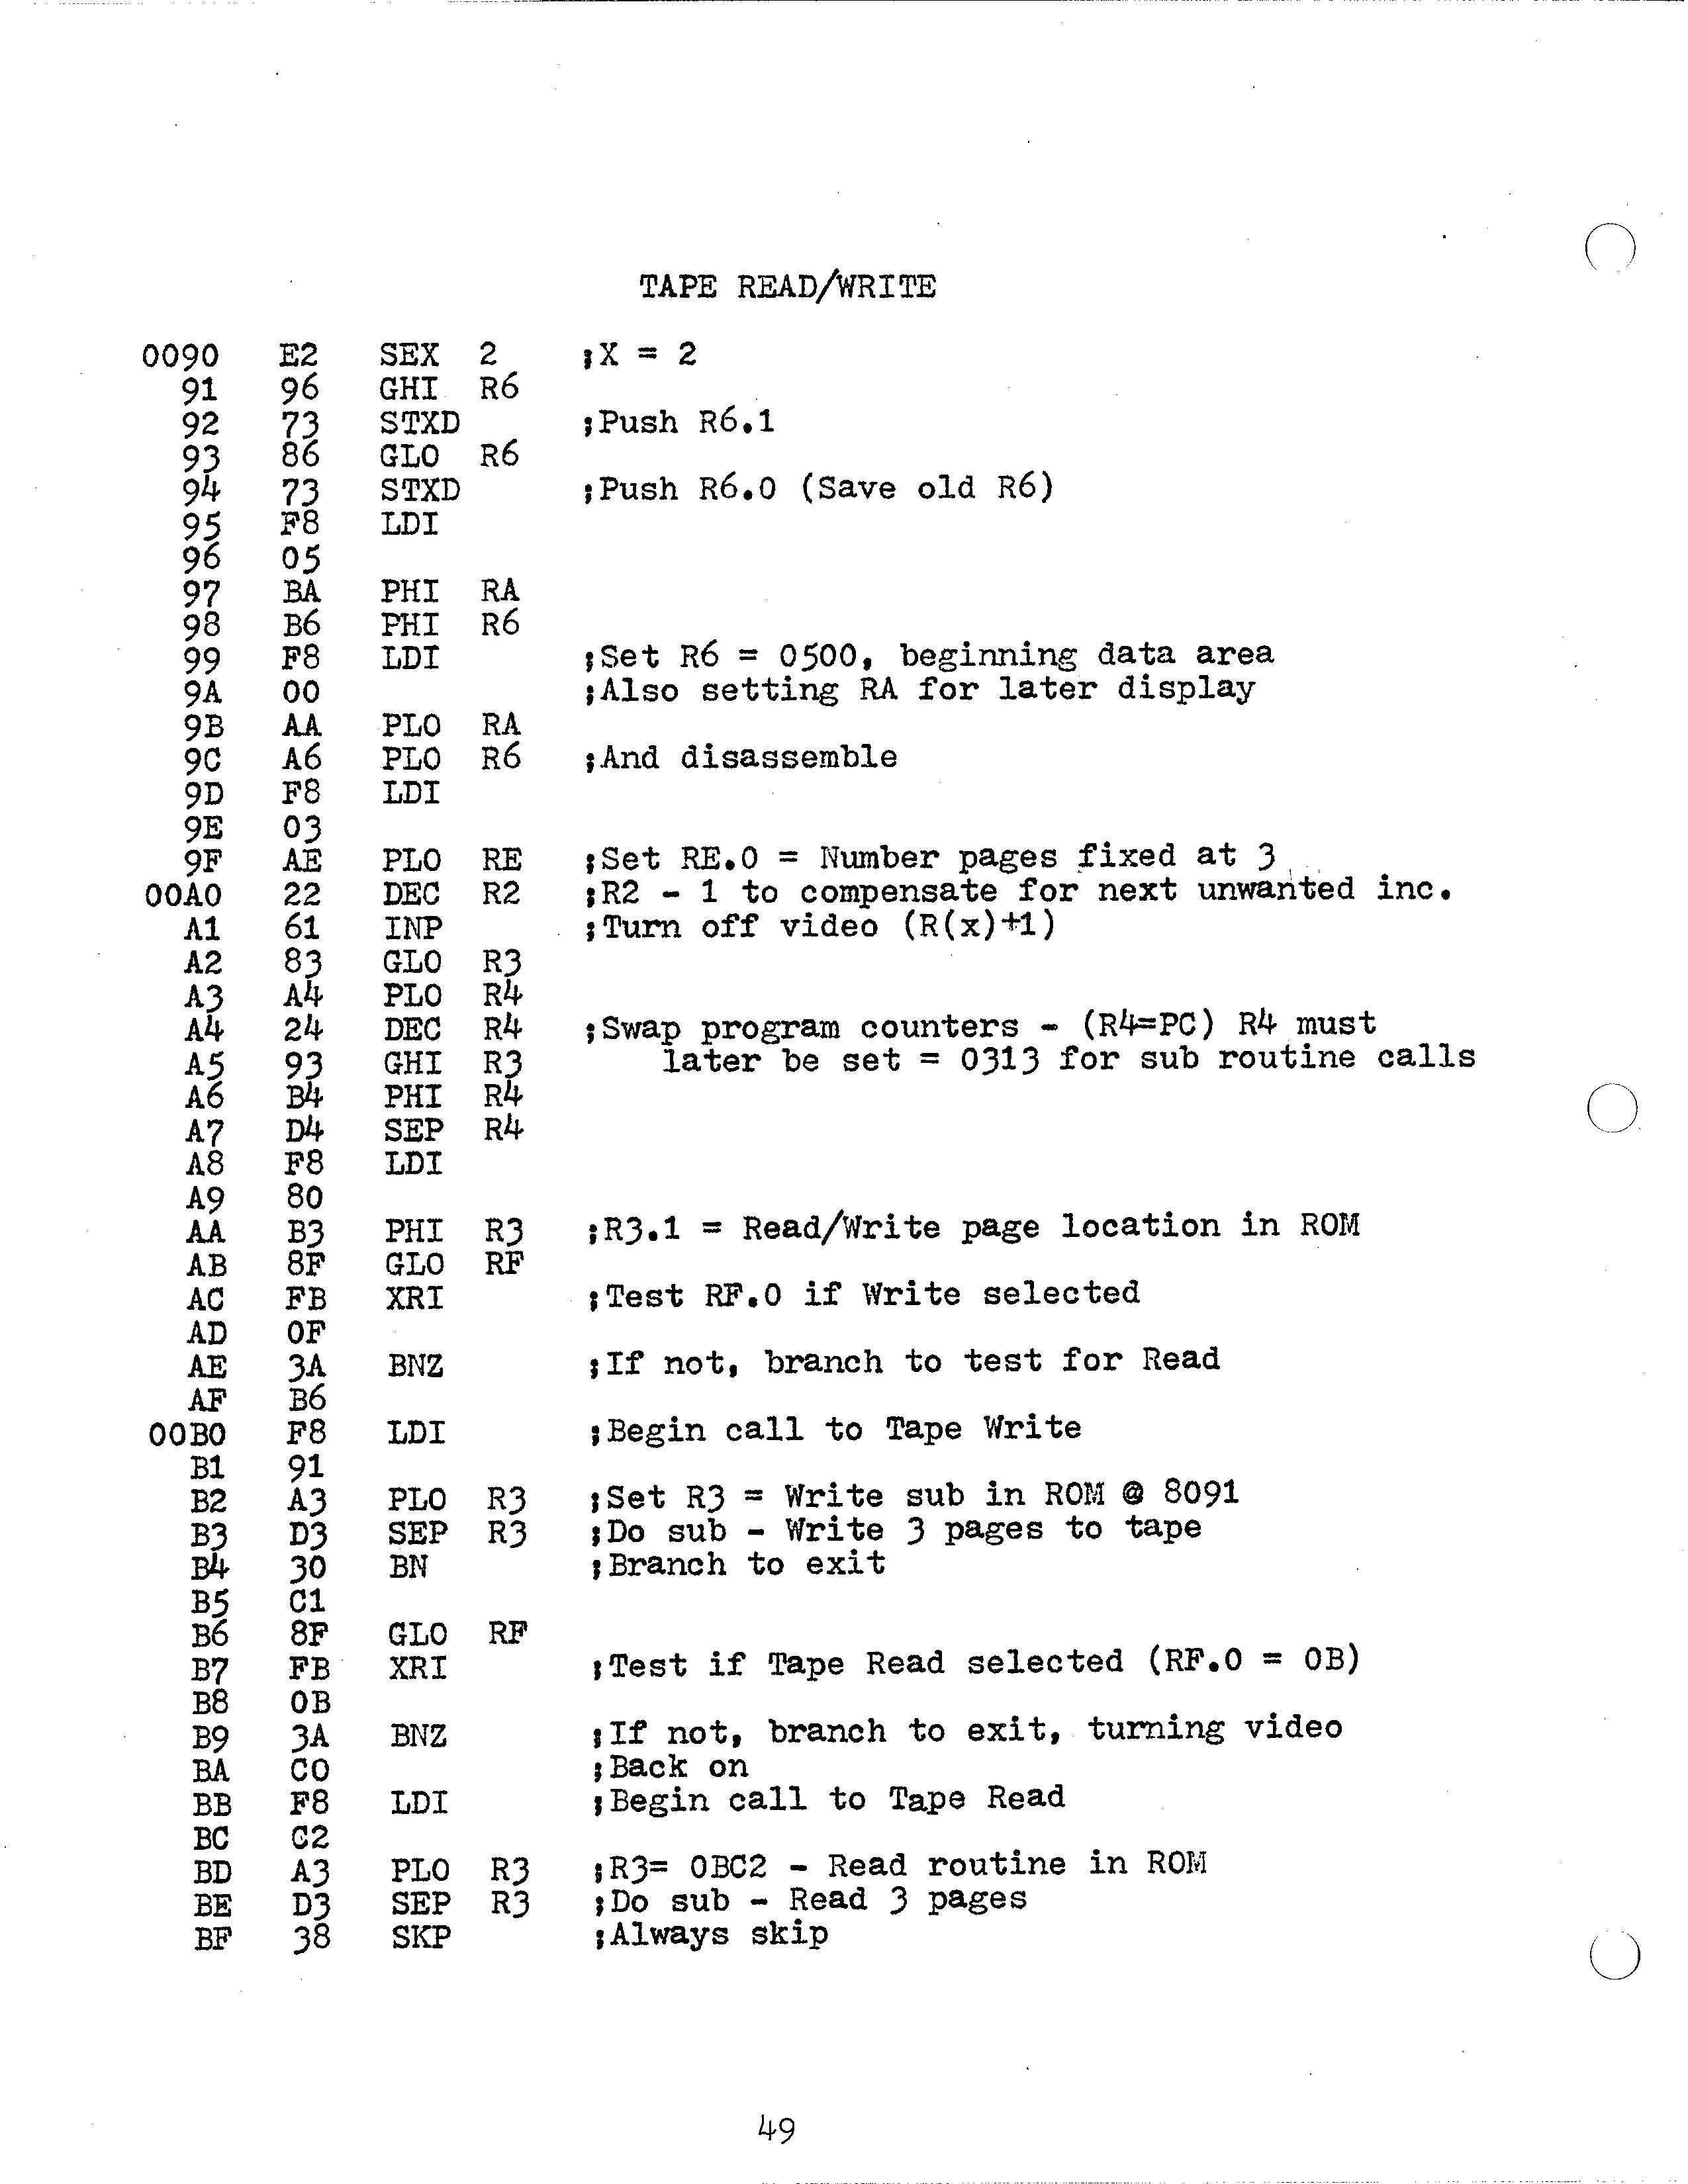 TAPE READ/WRITE
0090 E2 SEX 2 ;X = 2
91 96 GHI R6
92 73 STXD ;Push R6.1
93 86 GLO R6
94 73 STXD ;Push R6.0 (Save old R6)
95 F8 LDI
96 05
97 BA PHI RA
98 B6 PHI R6
99 F8 LDI ;Set R6 = 0500, beginning data area
9A 00 ;Also setting RA for later display
9B AA PLO RA
9C A6 PLO R6 ;And disassemble
9D F8 LDI
9E 03
9F AE PLO RE ;Set RE.0 = Number pages fixed at 3
00A0 22 DEC R2 ;R2 - 1 to compensate for next unwanted inc.
A1 61 INP ;Turn off video (R(x)+1)
A2 83 GLO R3
A3 A4 PLO R4
A4 24 DEC R4 ;Swap program counters - (R4=PC) R4 must
A5 93 GHI R3 later be set = 0313 for sub routine calls
A6 B4 PHI R4
A7 D4 SEP R4
A8 F8 LDI
A9 80
AA B3 PHI R3 ;R3.1 = Read/Write page location in ROM
AB 8F GLO RF
AC FB XRI ;Test RF.0 if Write selected
AD 0F
AE 3A BNZ ;If not, branch to test for Read
AF B6
00B0 F8 LDI ;Begin call to Tape Write
B1 91
B2 A3 PLO R3 ;Set R3 = Write sub in ROM @ 8091
B3 D3 SEP R3 ;Do sub - Write 3 pages to tape
B4 30 BN ;Branch to exit
B5 C1
B6 8F GLO RF
B7 FB XRI ;Test if Tape Read selected (RF.0 = 0B)
B8 0B
B9 3A BNZ ;If not, branch to exit, turning video
BA C0 ;Back on
BB F8 LDI ;Begin call to Tape Read
BC C2
BD A3 PLO R3 ;R3= 0BC2 - Read routine in ROM
BE D3 SEP R3 ;Do sub - Read 3 pages
BF 38 SKP ;Always skip
49